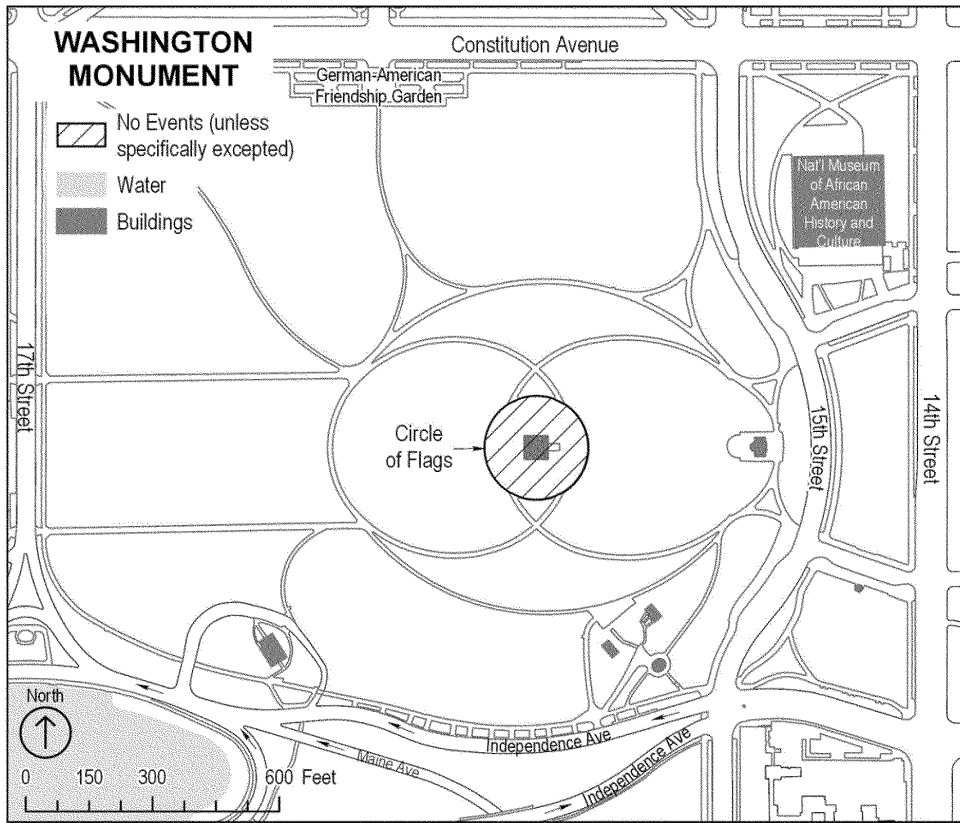 WASHINGTON
MONUMENT
Constitution Avenue
German-American
Friendship Garden
No Events (unless
specifically excepted)
Water
Buildings
Nat'l Museum
of African
American
History and
Culture
17th Street
Circle
of Flags
15th Street
14th Street
North
0 150 300 600 Feet
Independence Ave
Maine Ave
Independence Ave